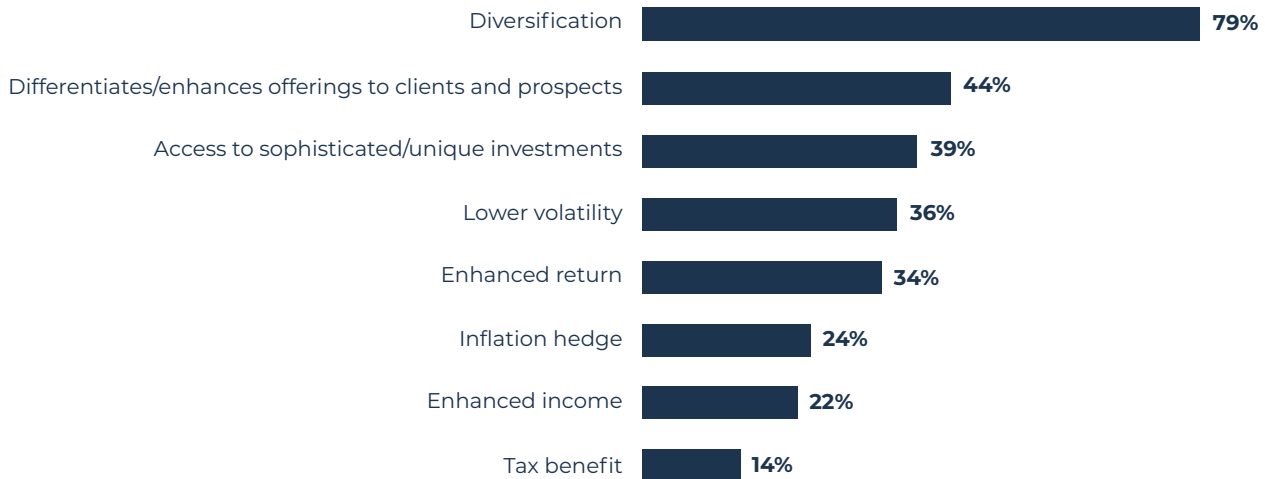 Diversification 79%
Differentiates/enhances offerings to clients and prospects 44%
Access to sophisticated/unique investments 39%
Lower volatility 36%
Enhanced return 34%
Inflation hedge 24%
Enhanced income 22%
Tax benefit 14%